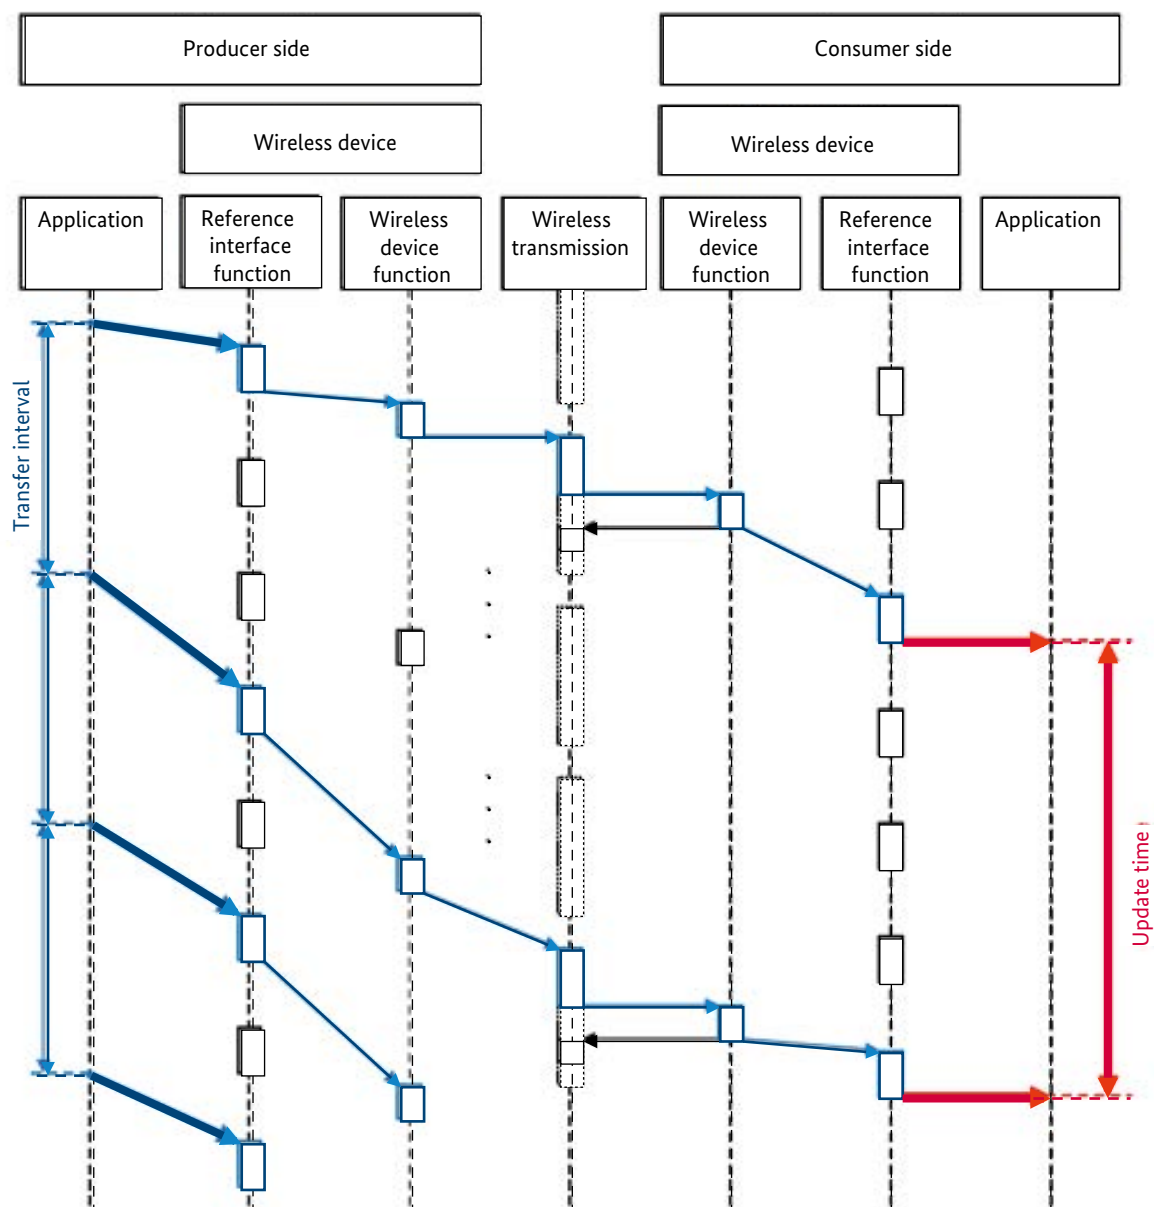 Producer side
Consumer side
Wireless device
Wireless device
Application
Reference
interface
function
Wireless
device
function
Wireless
transmission
Wireless
device
function
Reference
interface
function
Application
Transfer interval
Update time